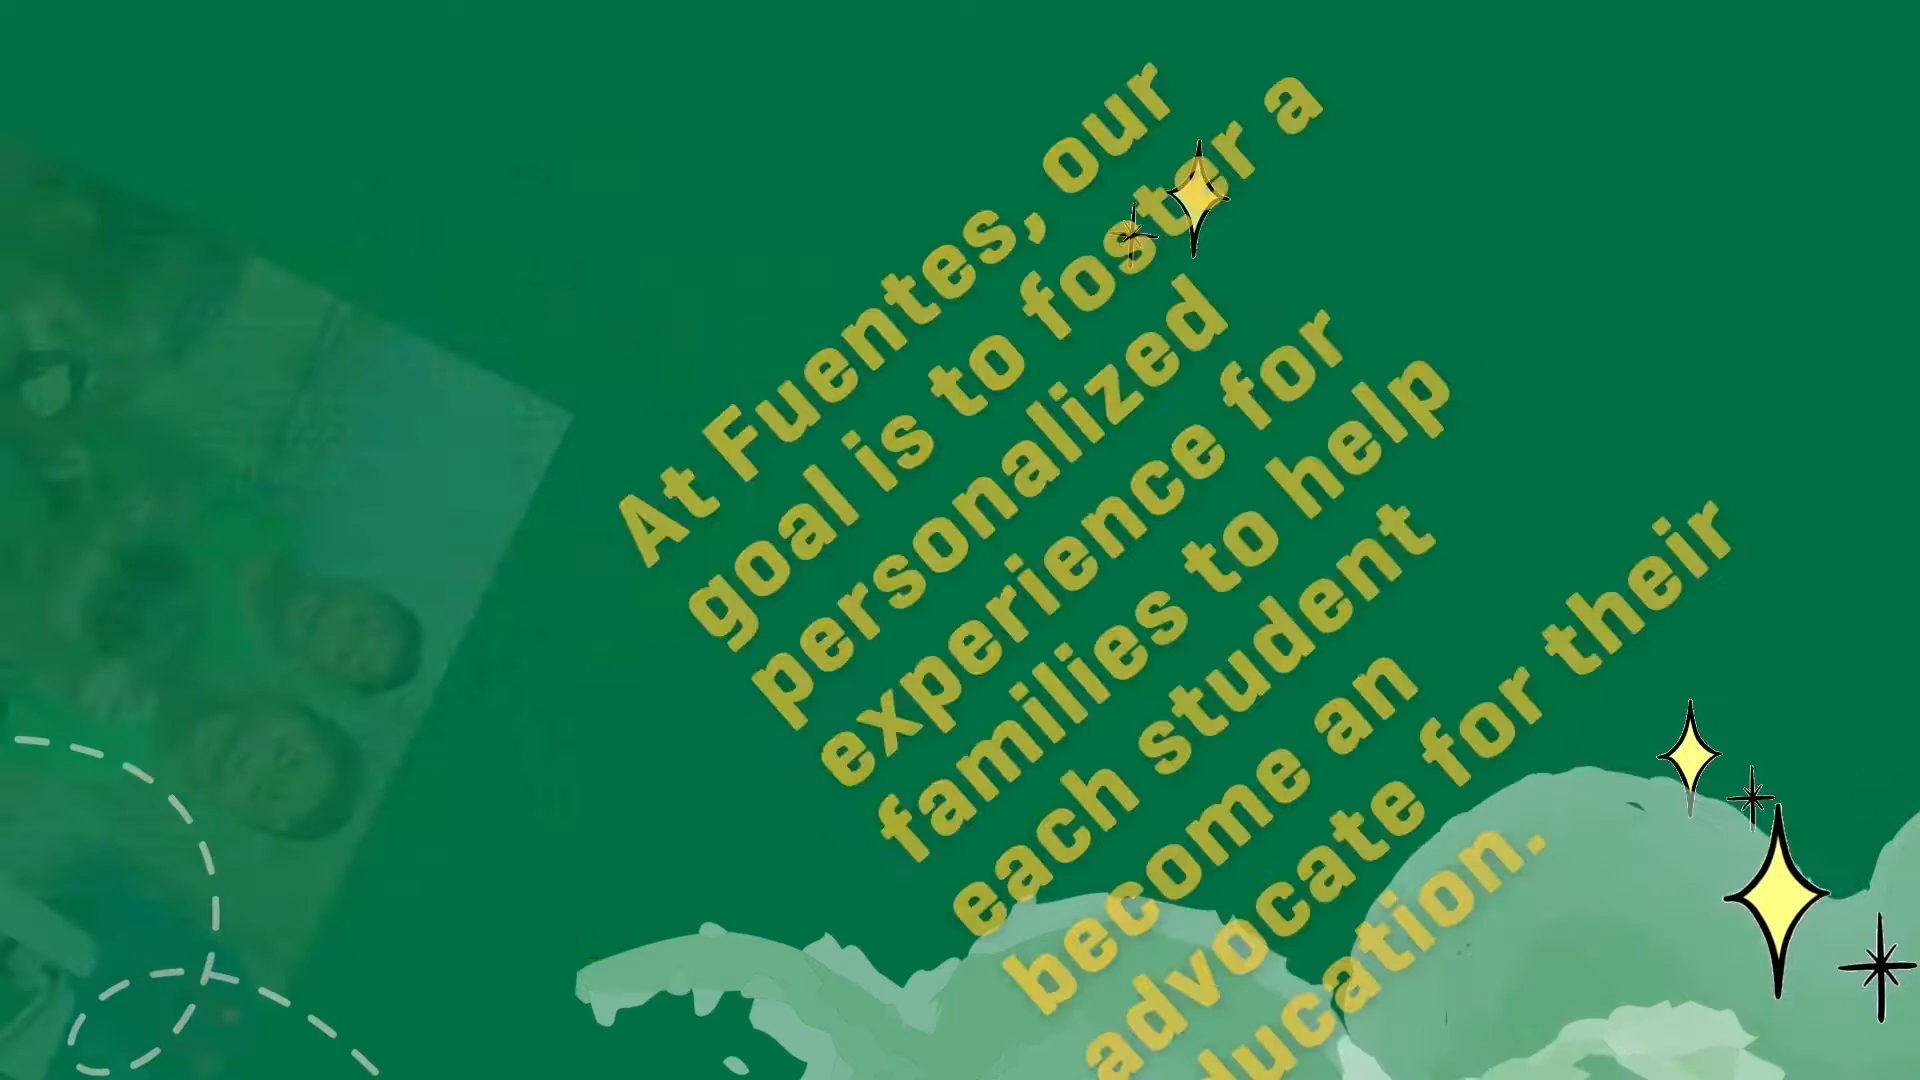 At Fuentes, our
goal is to foster a
personalized
experience for
families to help
each student
become an
advocate for their
ducation.